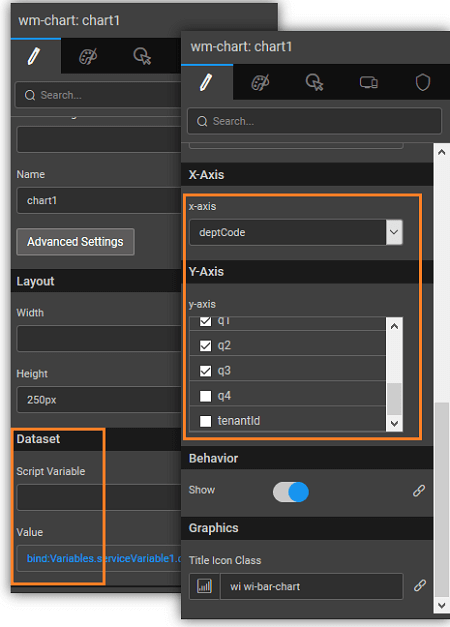 wm-chart: chart1
Search...
Name
chart1
Advanced Settings
Layout
Width
Height
250px
Dataset
Script Variable
Value
bind:Variables.serviceVariable1.
wm-chart: chart1
Search...
X-Axis
x-axis
deptCode
Y-Axis
y-axis
q1
q2
q3
q4
tenantId
Behavior
Show
Graphics
Title Icon Class
wi wi-bar-chart